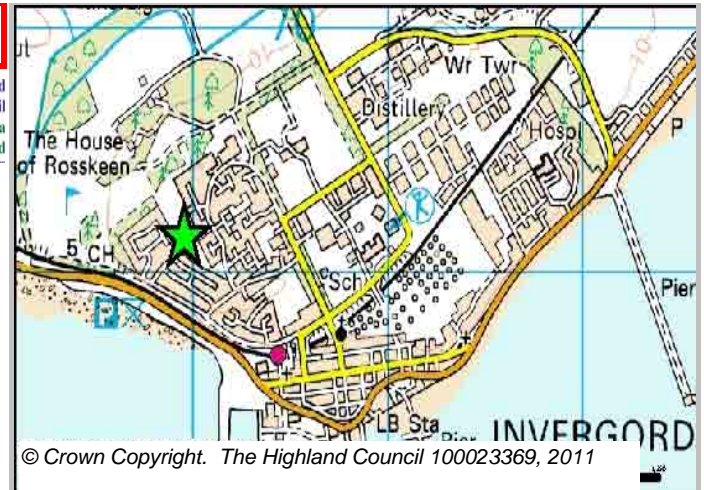 Wr Twr
Distillery
Hospl
The House
of Rosskeen
P
5
CH
Sch
Pier
LB Sta
Pier
INVERGORD
© Crown Copyright. The Highland Council 100023369, 2011